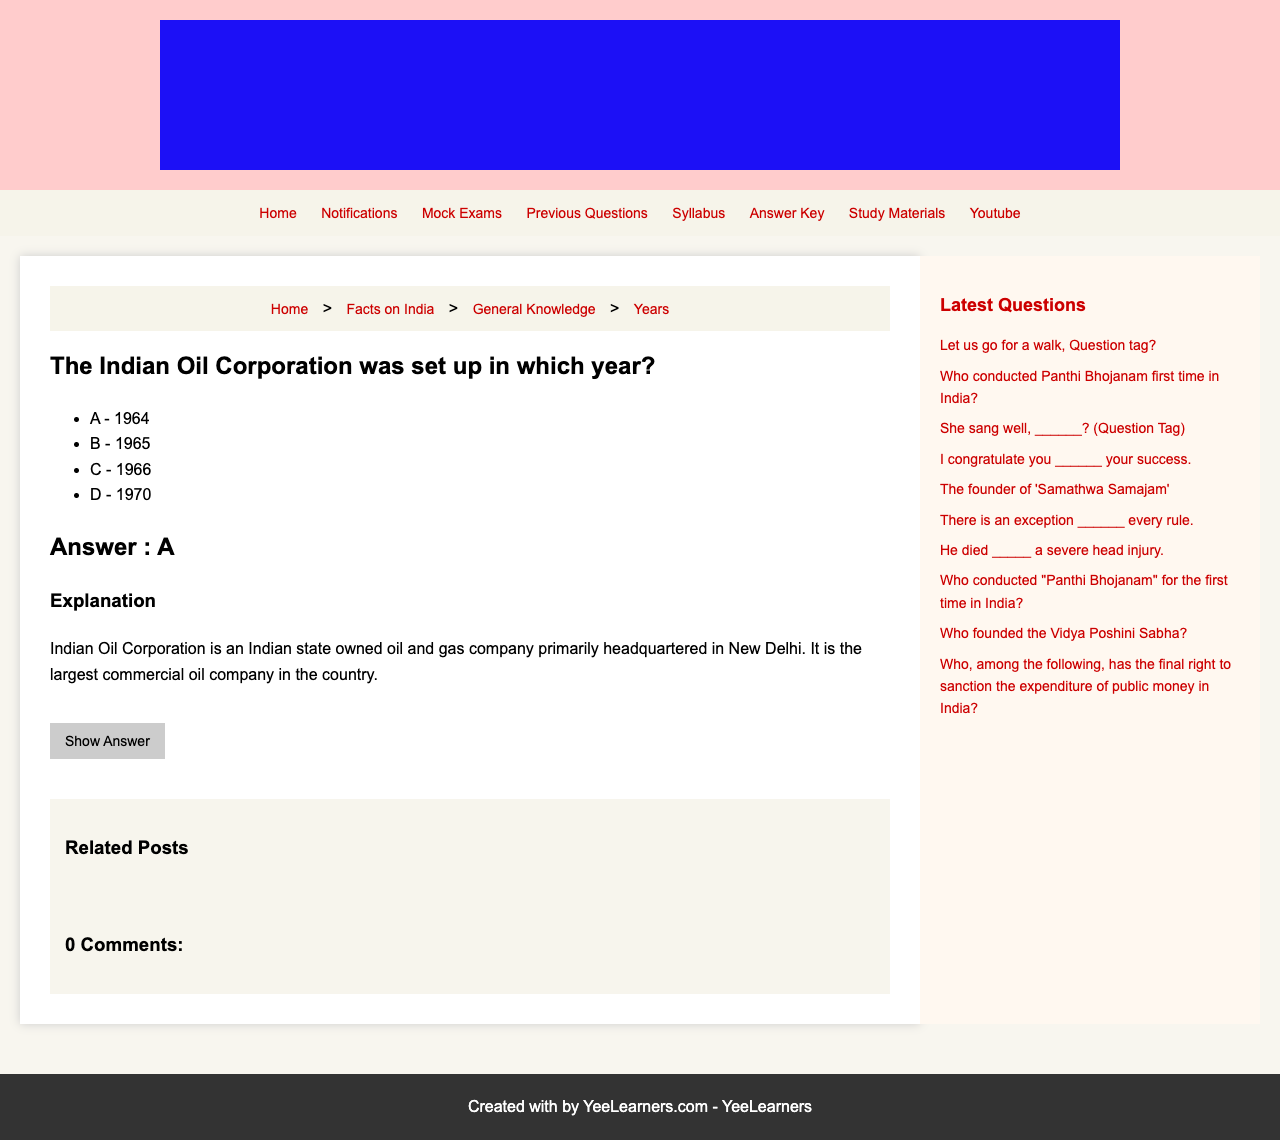 Home Notifications Mock Exams Previous Questions Syllabus Answer Key Study Materials Youtube
Home > Facts on India > General Knowledge > Years
The Indian Oil Corporation was set up in which year?
A - 1964
B - 1965
C - 1966
D - 1970
Answer : A
Explanation
Indian Oil Corporation is an Indian state owned oil and gas company primarily headquartered in New Delhi. It is the
largest commercial oil company in the country.
Show Answer
Related Posts
0 Comments:
Latest Questions
Let us go for a walk, Question tag?
Who conducted Panthi Bhojanam first time in
India?
She sang well, ______? (Question Tag)
I congratulate you ______ your success.
The founder of 'Samathwa Samajam'
There is an exception ______ every rule.
He died _____ a severe head injury.
Who conducted "Panthi Bhojanam" for the first
time in India?
Who founded the Vidya Poshini Sabha?
Who, among the following, has the final right to
sanction the expenditure of public money in
India?
Created with by YeeLearners.com - YeeLearners